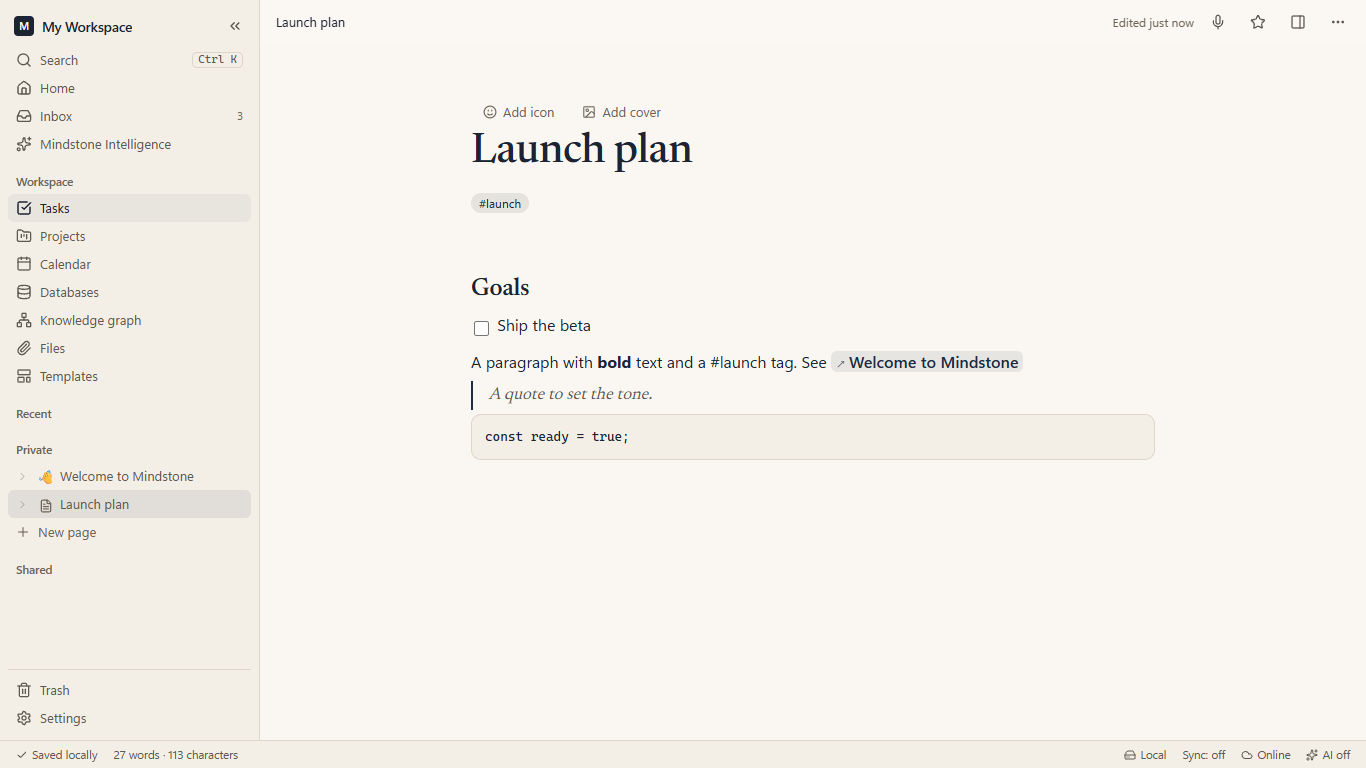 M My Workspace
Search Ctrl K
Home
Inbox 3
Mindstone Intelligence
Workspace
Tasks
Projects
Calendar
Databases
Knowledge graph
Files
Templates
Recent
Private
Welcome to Mindstone
Launch plan
New page
Shared
Trash
Settings
Launch plan
Edited just now
Add icon Add cover
Launch plan
#launch
Goals
Ship the beta
A paragraph with bold text and a #launch tag. See ↗ Welcome to Mindstone
A quote to set the tone.
const ready = true;
Saved locally 27 words · 113 characters
Local Sync: off Online AI off